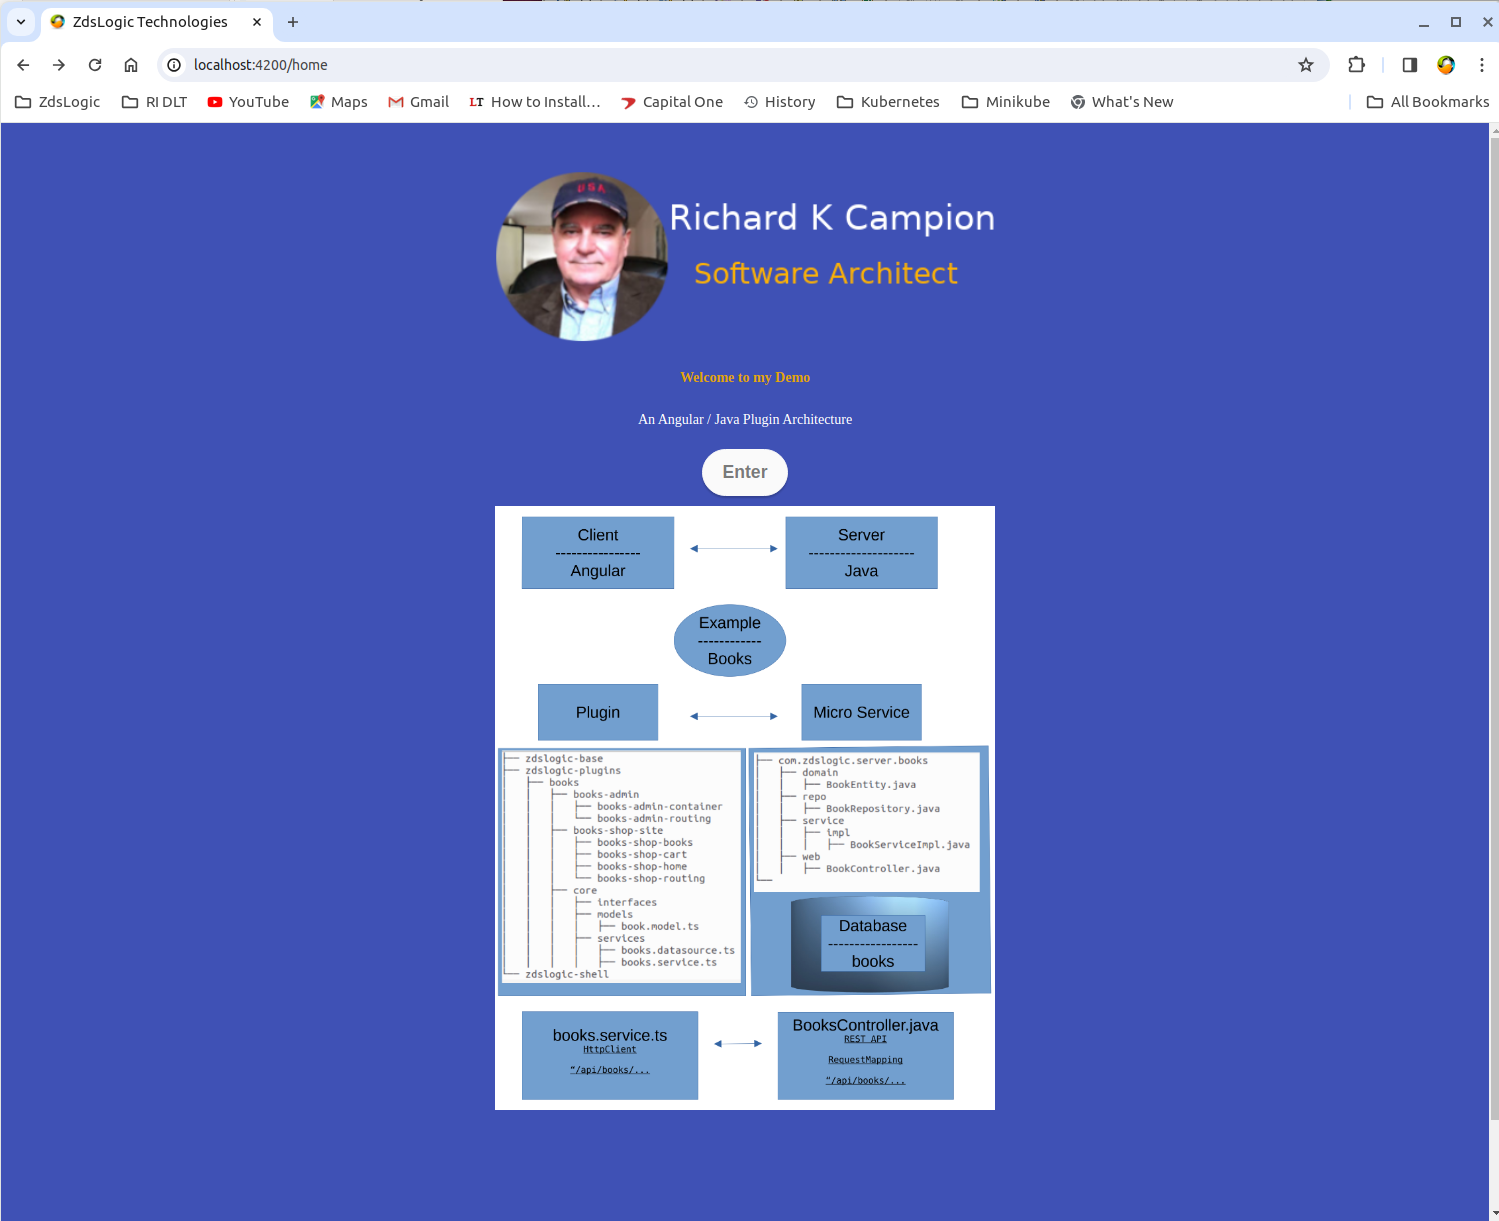 ZdsLogic Technologies
localhost:4200/home
ZdsLogic
RI DLT
YouTube
Maps
Gmail
LT How to Install...
Capital One
History
Kubernetes
Minikube
What's New
All Bookmarks
USA
Richard K Campion
Software Architect
Welcome to my Demo
An Angular / Java Plugin Architecture
Enter
Client
----------------
Angular
Server
--------------------
Java
Example
------------
Books
Plugin
Micro Service
├── zdslogic-base
├── zdslogic-plugins
│   ├── books
│   │   ├── books-admin
│   │   │   ├── books-admin-container
│   │   │   └── books-admin-routing
│   │   ├── books-shop-site
│   │   │   ├── books-shop-books
│   │   │   ├── books-shop-cart
│   │   │   ├── books-shop-home
│   │   │   └── books-shop-routing
│   │   ├── core
│   │   │   ├── interfaces
│   │   │   ├── models
│   │   │   │   ├── book.model.ts
│   │   │   ├── services
│   │   │   │   ├── books.datasource.ts
│   │   │   │   ├── books.service.ts
└── zdslogic-shell
├── com.zdslogic.server.books
│   ├── domain
│   │   ├── BookEntity.java
│   ├── repo
│   │   ├── BookRepository.java
│   ├── service
│   │   ├── impl
│   │   │   ├── BookServiceImpl.java
│   ├── web
│   │   ├── BookController.java
└──
Database
-----------------
books
books.service.ts
HttpClient
"/api/books/...
BooksController.java
REST API
RequestMapping
"/api/books/...